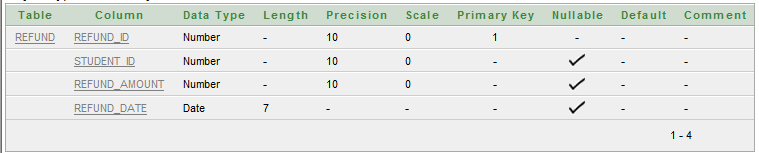 Table Column Data Type Length Precision Scale Primary Key Nullable Default Comment
REFUND REFUND_ID Number - 10 0 1 - - -
STUDENT_ID Number - 10 0 - ✓ - -
REFUND_AMOUNT Number - 10 0 - ✓ - -
REFUND_DATE Date 7 - - - ✓ - -
1 - 4